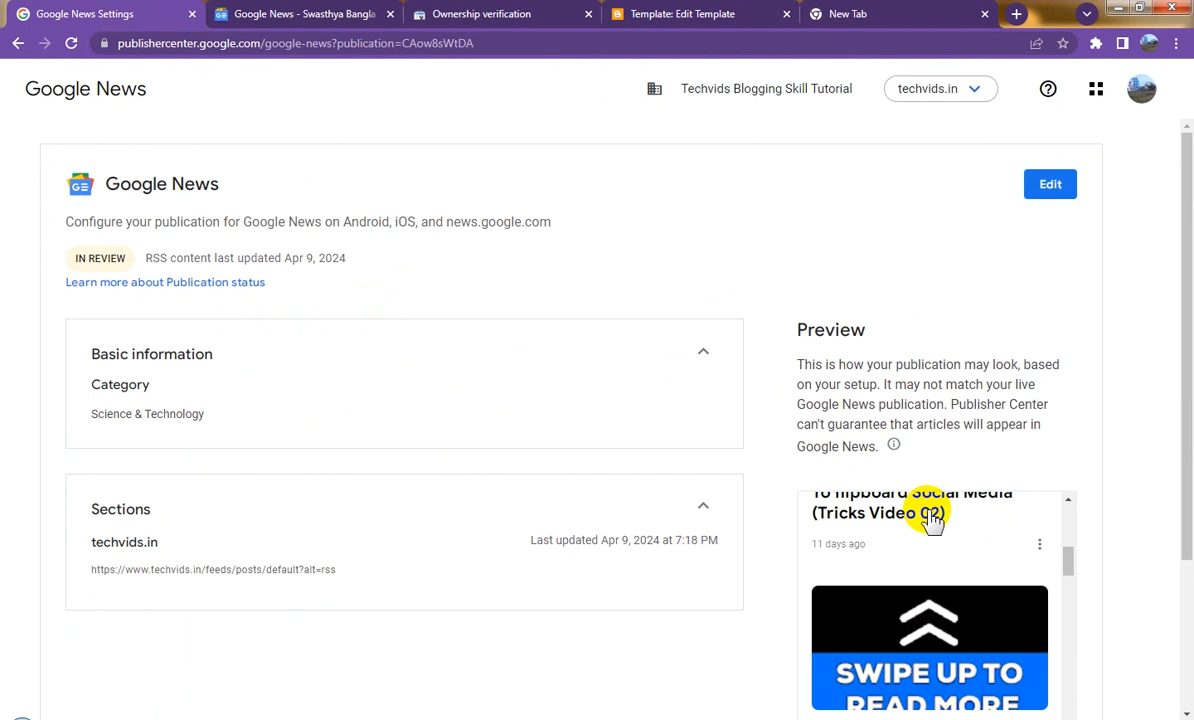 Google News Settings
Google News - Swasthya Bangla
Ownership verification
Template: Edit Template
New Tab
publishercenter.google.com/google-news?publication=CAow8sWtDA
Google News
Techvids Blogging Skill Tutorial
techvids.in
Google News
Edit
Configure your publication for Google News on Android, iOS, and news.google.com
IN REVIEW
RSS content last updated Apr 9, 2024
Learn more about Publication status
Basic information
Category
Science & Technology
Sections
techvids.in
Last updated Apr 9, 2024 at 7:18 PM
https://www.techvids.in/feeds/posts/default?alt=rss
Preview
This is how your publication may look, based
on your setup. It may not match your live
Google News publication. Publisher Center
can't guarantee that articles will appear in
Google News.
To flipboard Social Media
(Tricks Video 02)
11 days ago
SWIPE UP TO
READ MORE